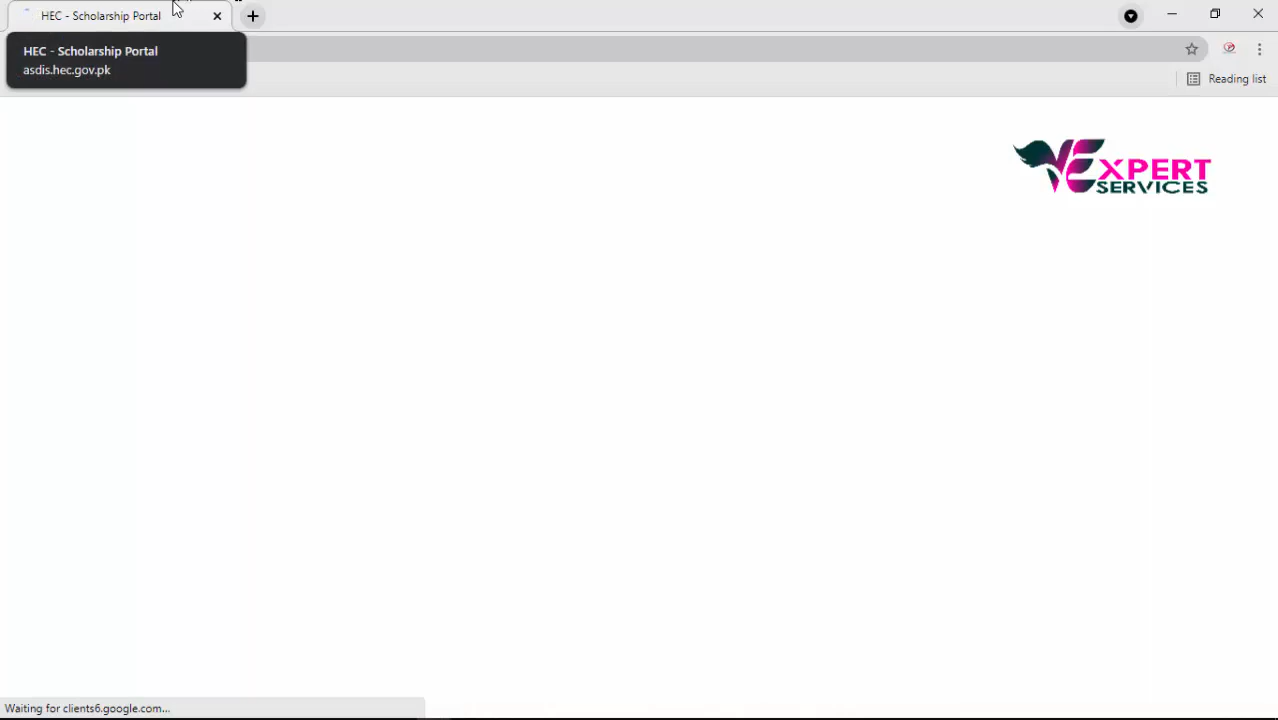 HEC - Scholarship Portal
HEC - Scholarship Portal
asdis.hec.gov.pk
Reading list
EXPERT
SERVICES
Waiting for clients6.google.com...